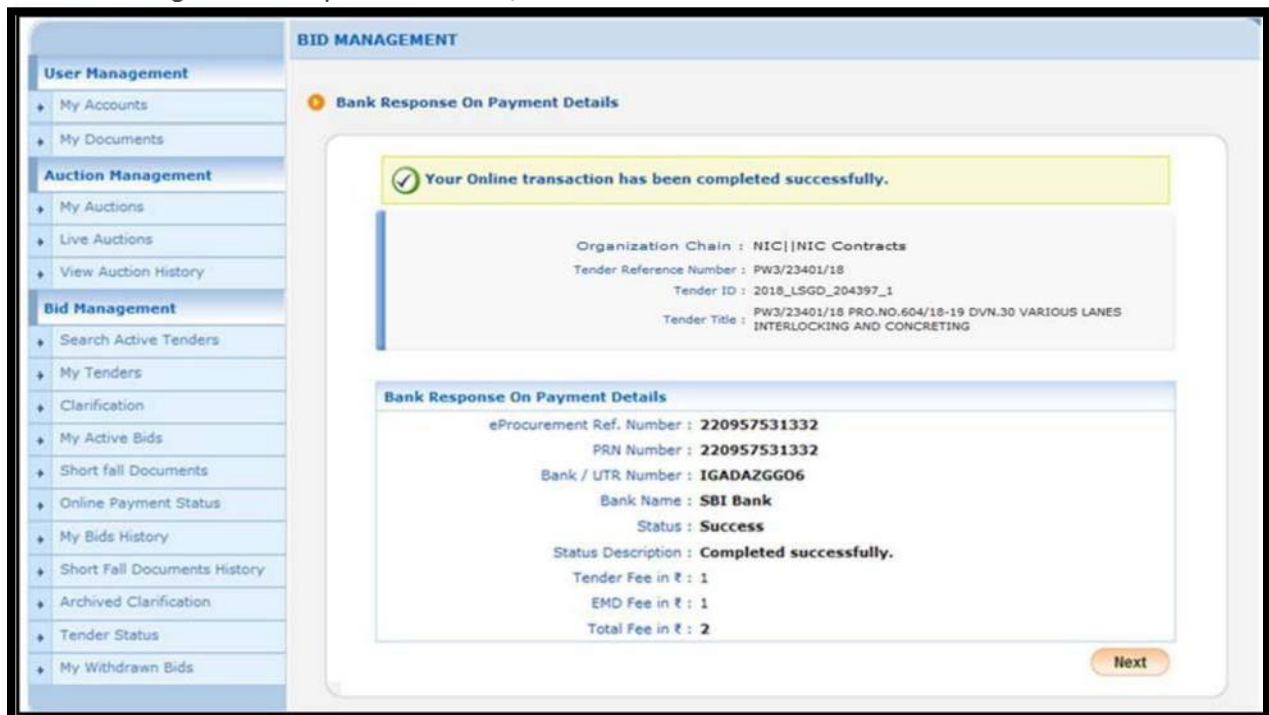 BID MANAGEMENT
User Management
My Accounts
My Documents
Auction Management
My Auctions
Live Auctions
View Auction History
Bid Management
Search Active Tenders
My Tenders
Clarification
My Active Bids
Short fall Documents
Online Payment Status
My Bids History
Short Fall Documents History
Archived Clarification
Tender Status
My Withdrawn Bids
Bank Response On Payment Details
Your Online transaction has been completed successfully.
Organization Chain : NIC||NIC Contracts
Tender Reference Number : PW3/23401/18
Tender ID : 2018_LSGD_204397_1
Tender Title : PW3/23401/18 PRO.NO.604/18-19 DVN.30 VARIOUS LANES
INTERLOCKING AND CONCRETING
Bank Response On Payment Details
eProcurement Ref. Number : 220957531332
PRN Number : 220957531332
Bank / UTR Number : IGADAZGGO6
Bank Name : SBI Bank
Status : Success
Status Description : Completed successfully.
Tender Fee in ₹ : 1
EMD Fee in ₹ : 1
Total Fee in ₹ : 2
Next